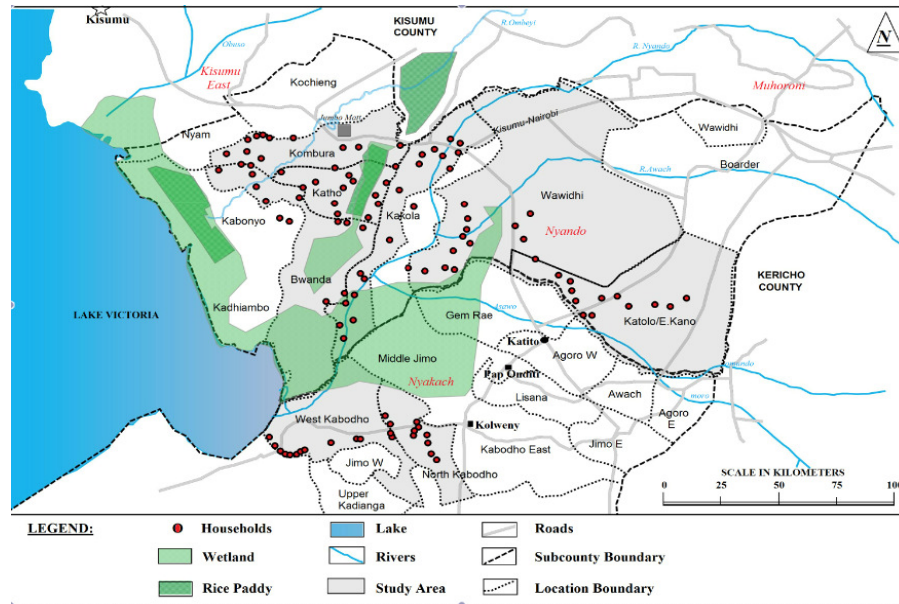 Kisumu
KISUMU
COUNTY
R.Ombeyi
N
Obuso
R. Nyando
Kisumu
East
Kochieng
Muhoroni
Nyam
Kisumu-Nairobi
Wawidhi
Kombura
Boarder
R.Awach
Katho
Wawidhi
Kabonyo
Kakola
Nyando
Bwanda
KERICHO
COUNTY
Kadhiambo
Asawo
LAKE VICTORIA
Gem Rae
Katolo/E.Kano
Katito
Agoro W
Middle Jimo
Pap Onditi
Nyakach
Lisana
Awach
Agoro
E
West Kabodho
Kolweny
Kabodho East
Jimo E
Jimo W
North Kabodho
SCALE IN KILOMETERS
Upper
Kadianga
0 25 50 75 100
LEGEND:
Households
Lake
Roads
Wetland
Rivers
Subcounty Boundary
Rice Paddy
Study Area
Location Boundary